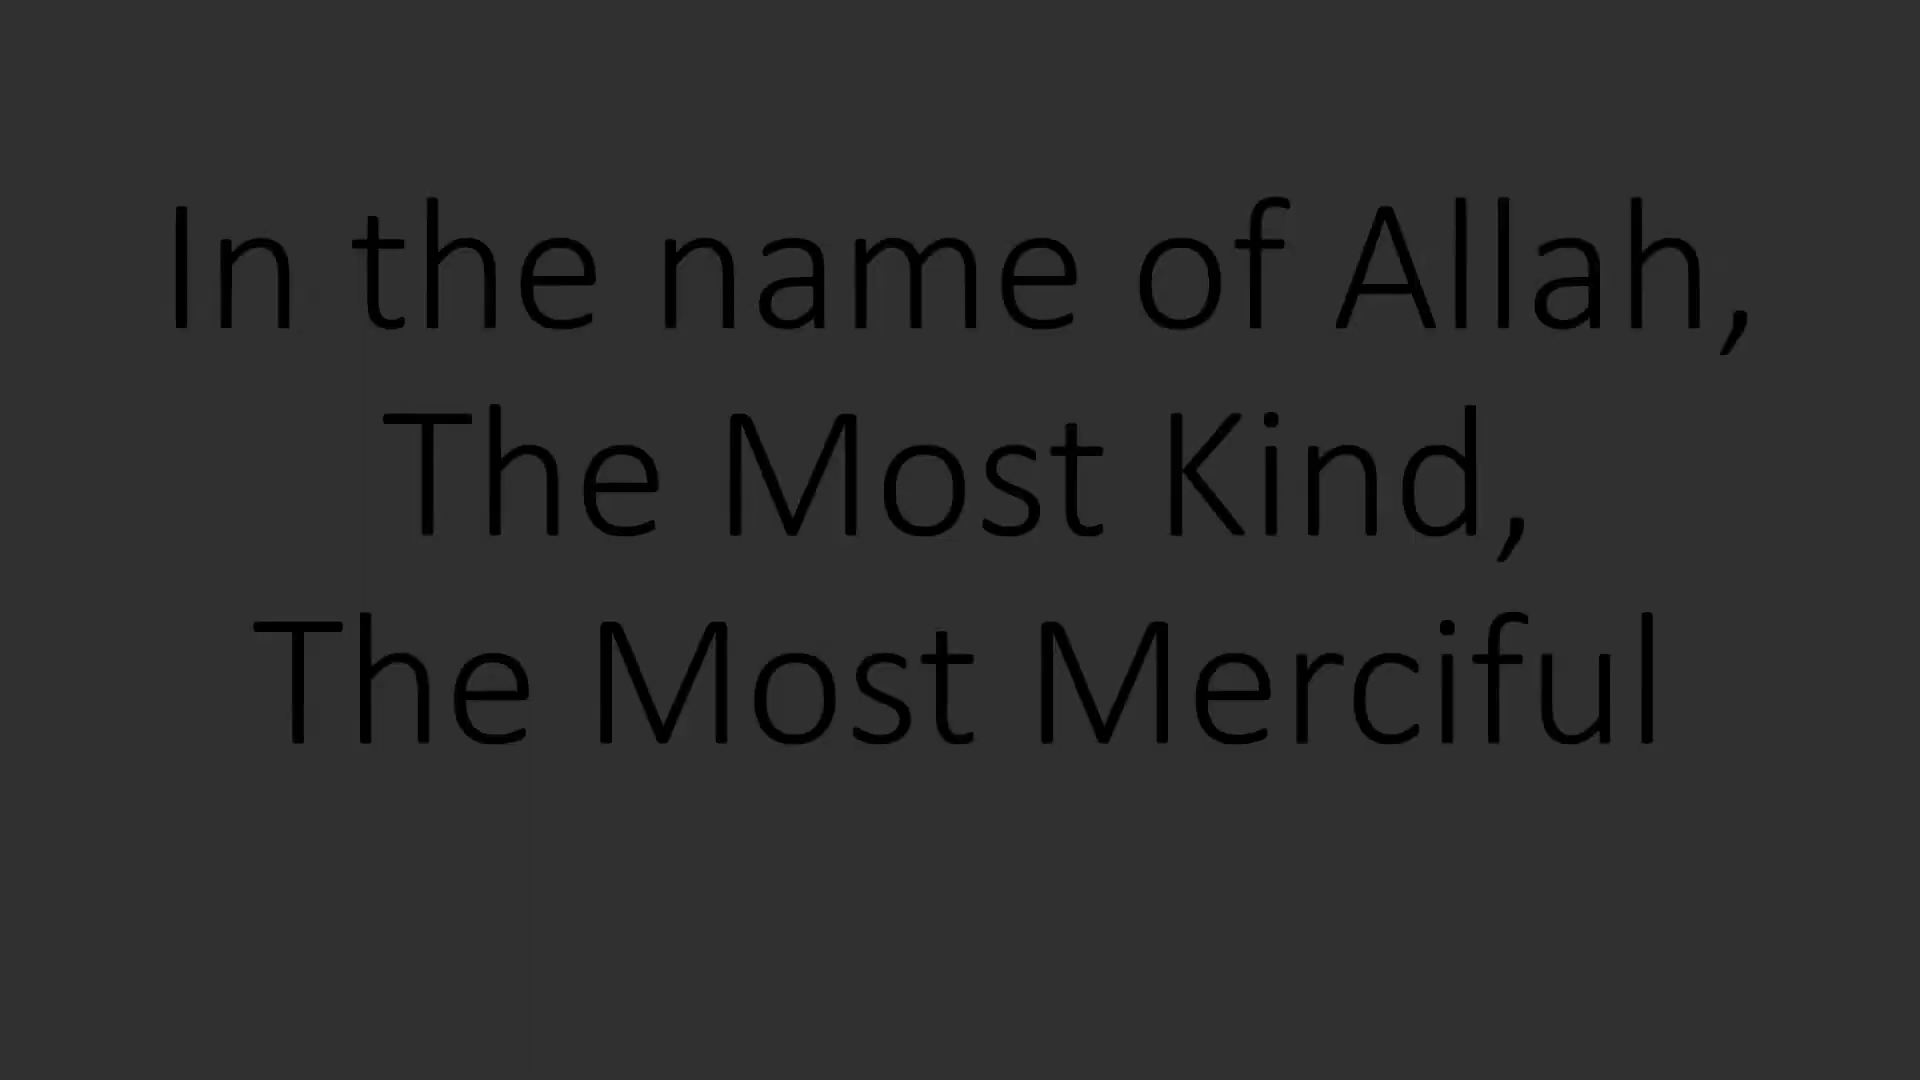 In the name of Allah,
The Most Kind,
The Most Merciful